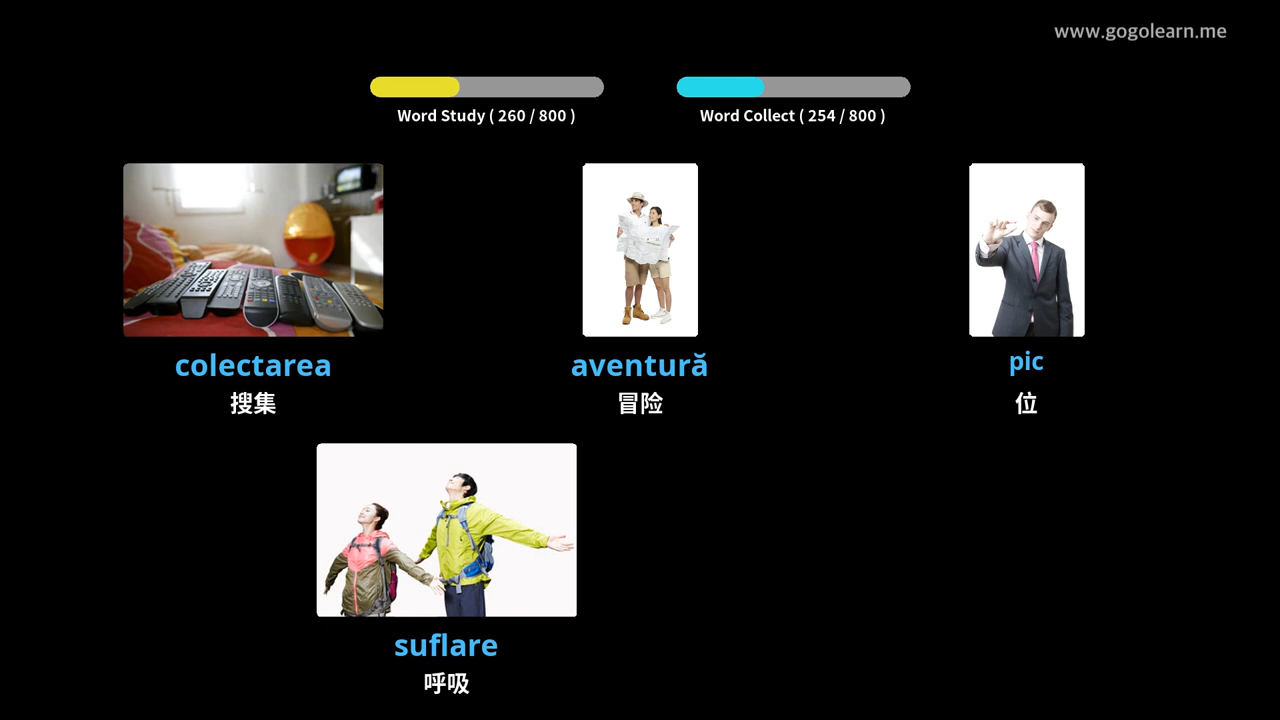 www.gogolearn.me
Word Study ( 260 / 800 )
Word Collect ( 254 / 800 )
colectarea
搜集
aventură
冒险
pic
位
suflare
呼吸